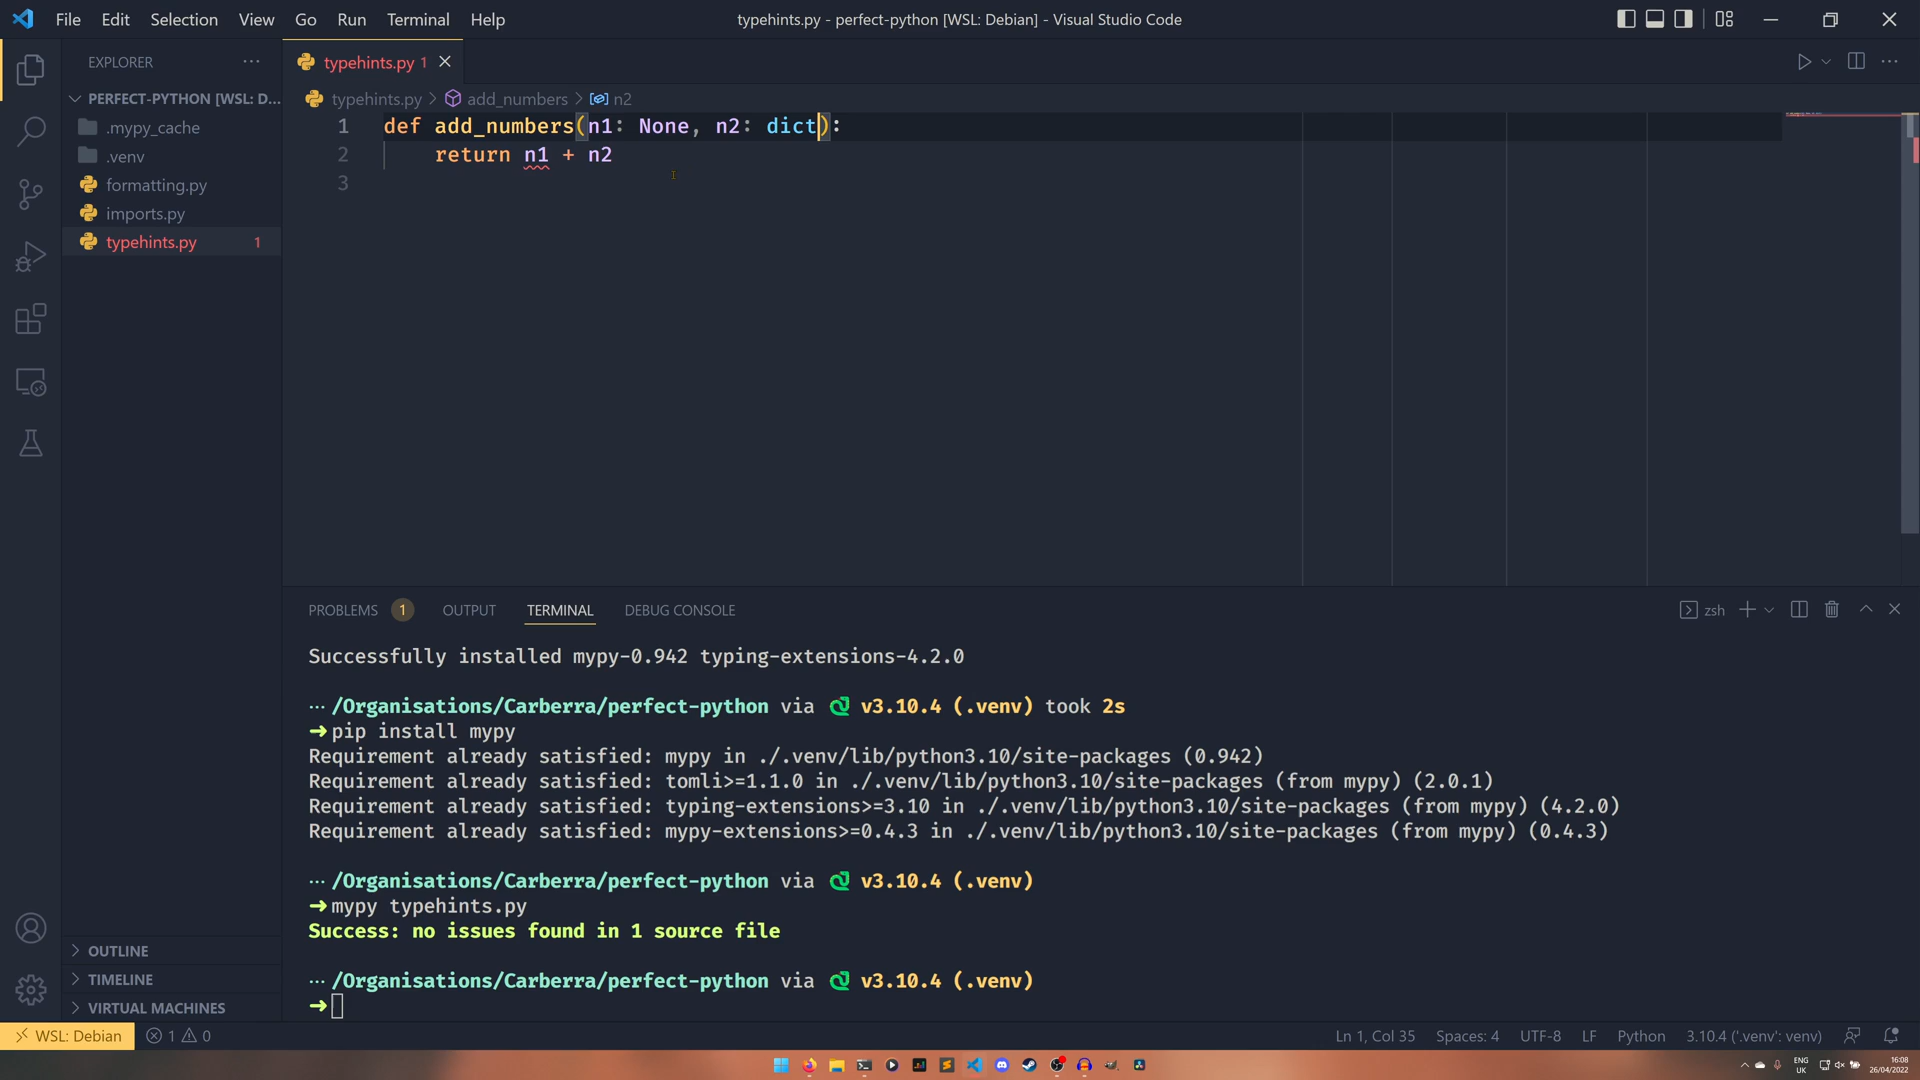 File Edit Selection View Go Run Terminal Help
typehints.py - perfect-python [WSL: Debian] - Visual Studio Code
EXPLORER
PERFECT-PYTHON [WSL: D...
.mypy_cache
.venv
formatting.py
imports.py
typehints.py 1
typehints.py 1
typehints.py > add_numbers > n2
1 def add_numbers(n1: None, n2: dict):
2 return n1 + n2
3
PROBLEMS 1 OUTPUT TERMINAL DEBUG CONSOLE
zsh
Successfully installed mypy-0.942 typing-extensions-4.2.0
··· /Organisations/Carberra/perfect-python via v3.10.4 (.venv) took 2s
➜ pip install mypy
Requirement already satisfied: mypy in ./.venv/lib/python3.10/site-packages (0.942)
Requirement already satisfied: tomli>=1.1.0 in ./.venv/lib/python3.10/site-packages (from mypy) (2.0.1)
Requirement already satisfied: typing-extensions>=3.10 in ./.venv/lib/python3.10/site-packages (from mypy) (4.2.0)
Requirement already satisfied: mypy-extensions>=0.4.3 in ./.venv/lib/python3.10/site-packages (from mypy) (0.4.3)
··· /Organisations/Carberra/perfect-python via v3.10.4 (.venv)
➜ mypy typehints.py
Success: no issues found in 1 source file
··· /Organisations/Carberra/perfect-python via v3.10.4 (.venv)
➜
OUTLINE
TIMELINE
VIRTUAL MACHINES
WSL: Debian 1 0
Ln 1, Col 35 Spaces: 4 UTF-8 LF Python 3.10.4 ('.venv': venv)
ENG
UK
16:08
26/04/2022